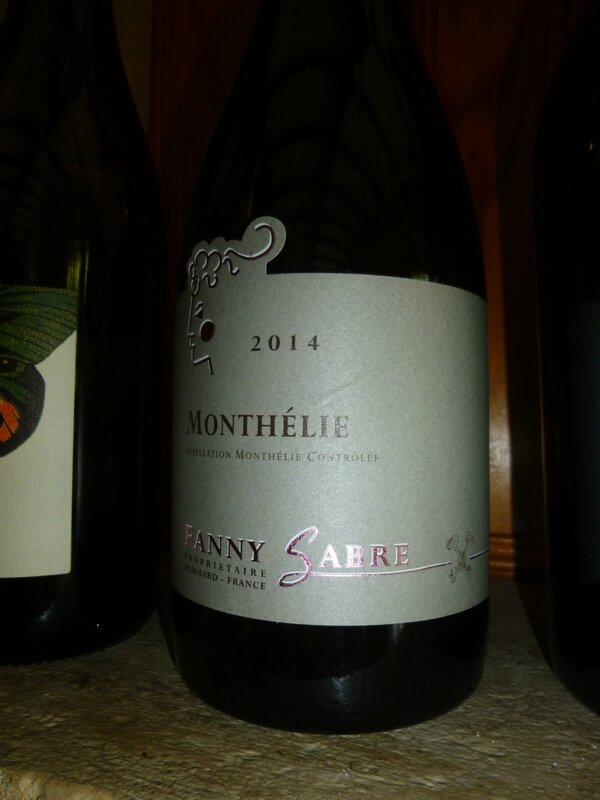 2014
MONTHÉLIE
APPELLATION MONTHÉLIE CONTRÔLÉE
FANNY SABRE
PROPRIETAIRE
POMMARD - FRANCE